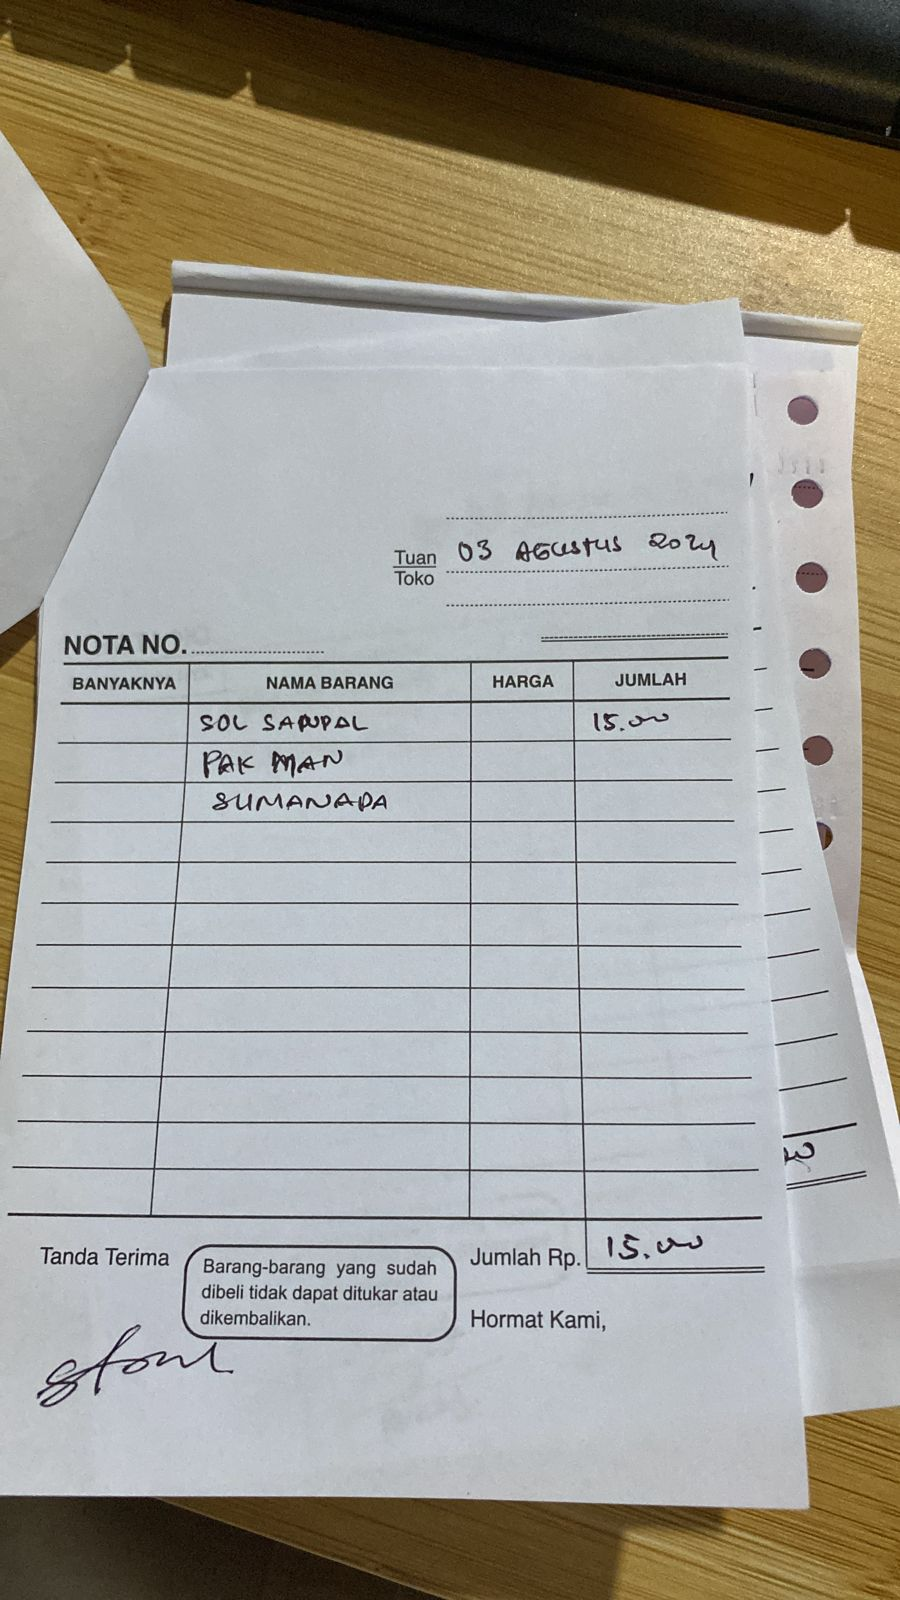 Tuan 03 AGUSTUS 2024
Toko
NOTA NO.
BANYAKNYA NAMA BARANG HARGA JUMLAH
SOL SANDAL 15.000
PAK MAN
SUMANADA
Tanda Terima
Barang-barang yang sudah
dibeli tidak dapat ditukar atau
dikembalikan.
Jumlah Rp. 15.000
Hormat Kami,